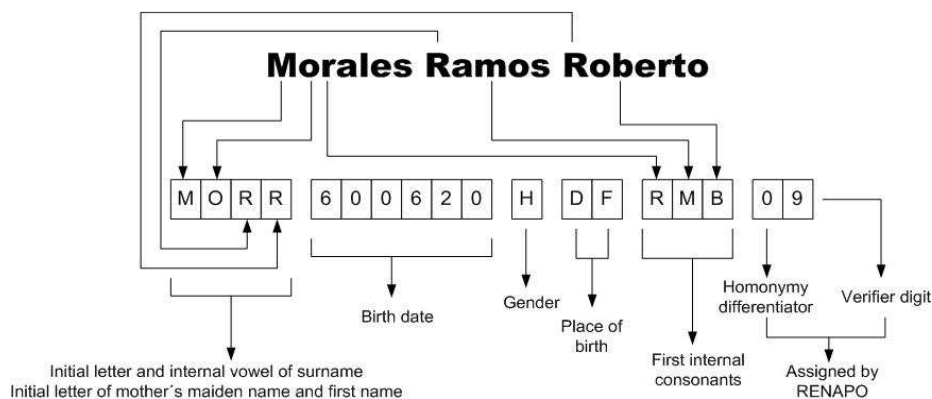 Morales Ramos Roberto
M O R R 6 0 0 6 2 0 H D F R M B 0 9
Birth date
Gender
Place of
birth
Homonymy
differentiator
Verifier digit
Initial letter and internal vowel of surname
Initial letter of mother´s maiden name and first name
First internal
consonants
Assigned by
RENAPO